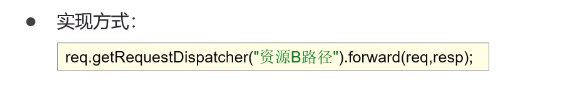 ● 实现方式：
req.getRequestDispatcher("资源B路径").forward(req,resp);